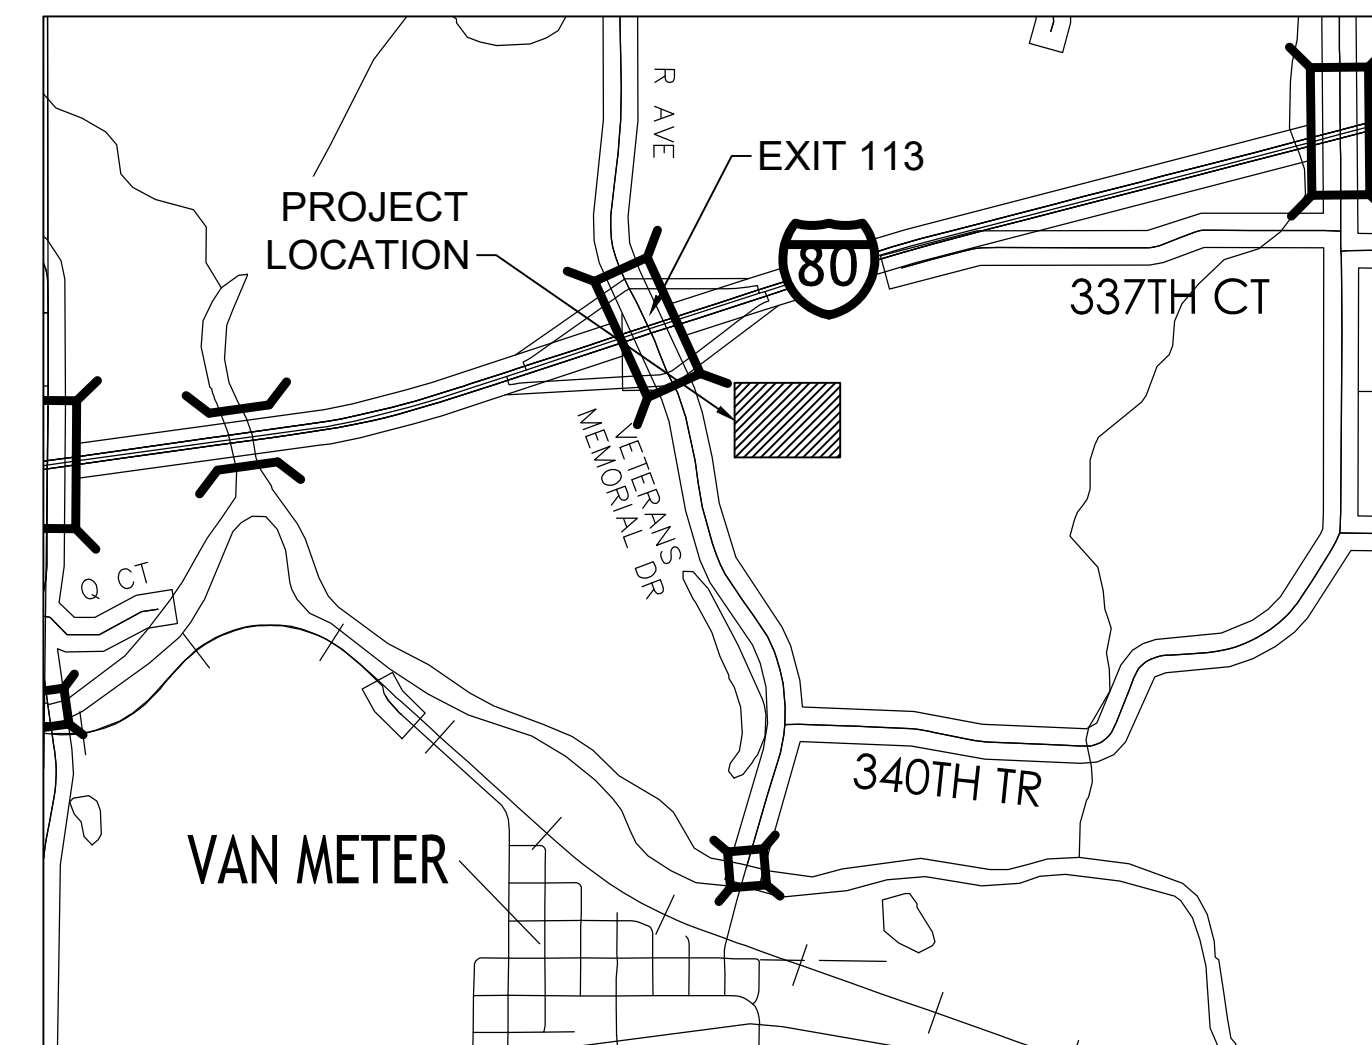 R AVE
EXIT 113
PROJECT
LOCATION
80
337TH CT
VETERANS
MEMORIAL DR
Q CT
340TH TR
VAN METER